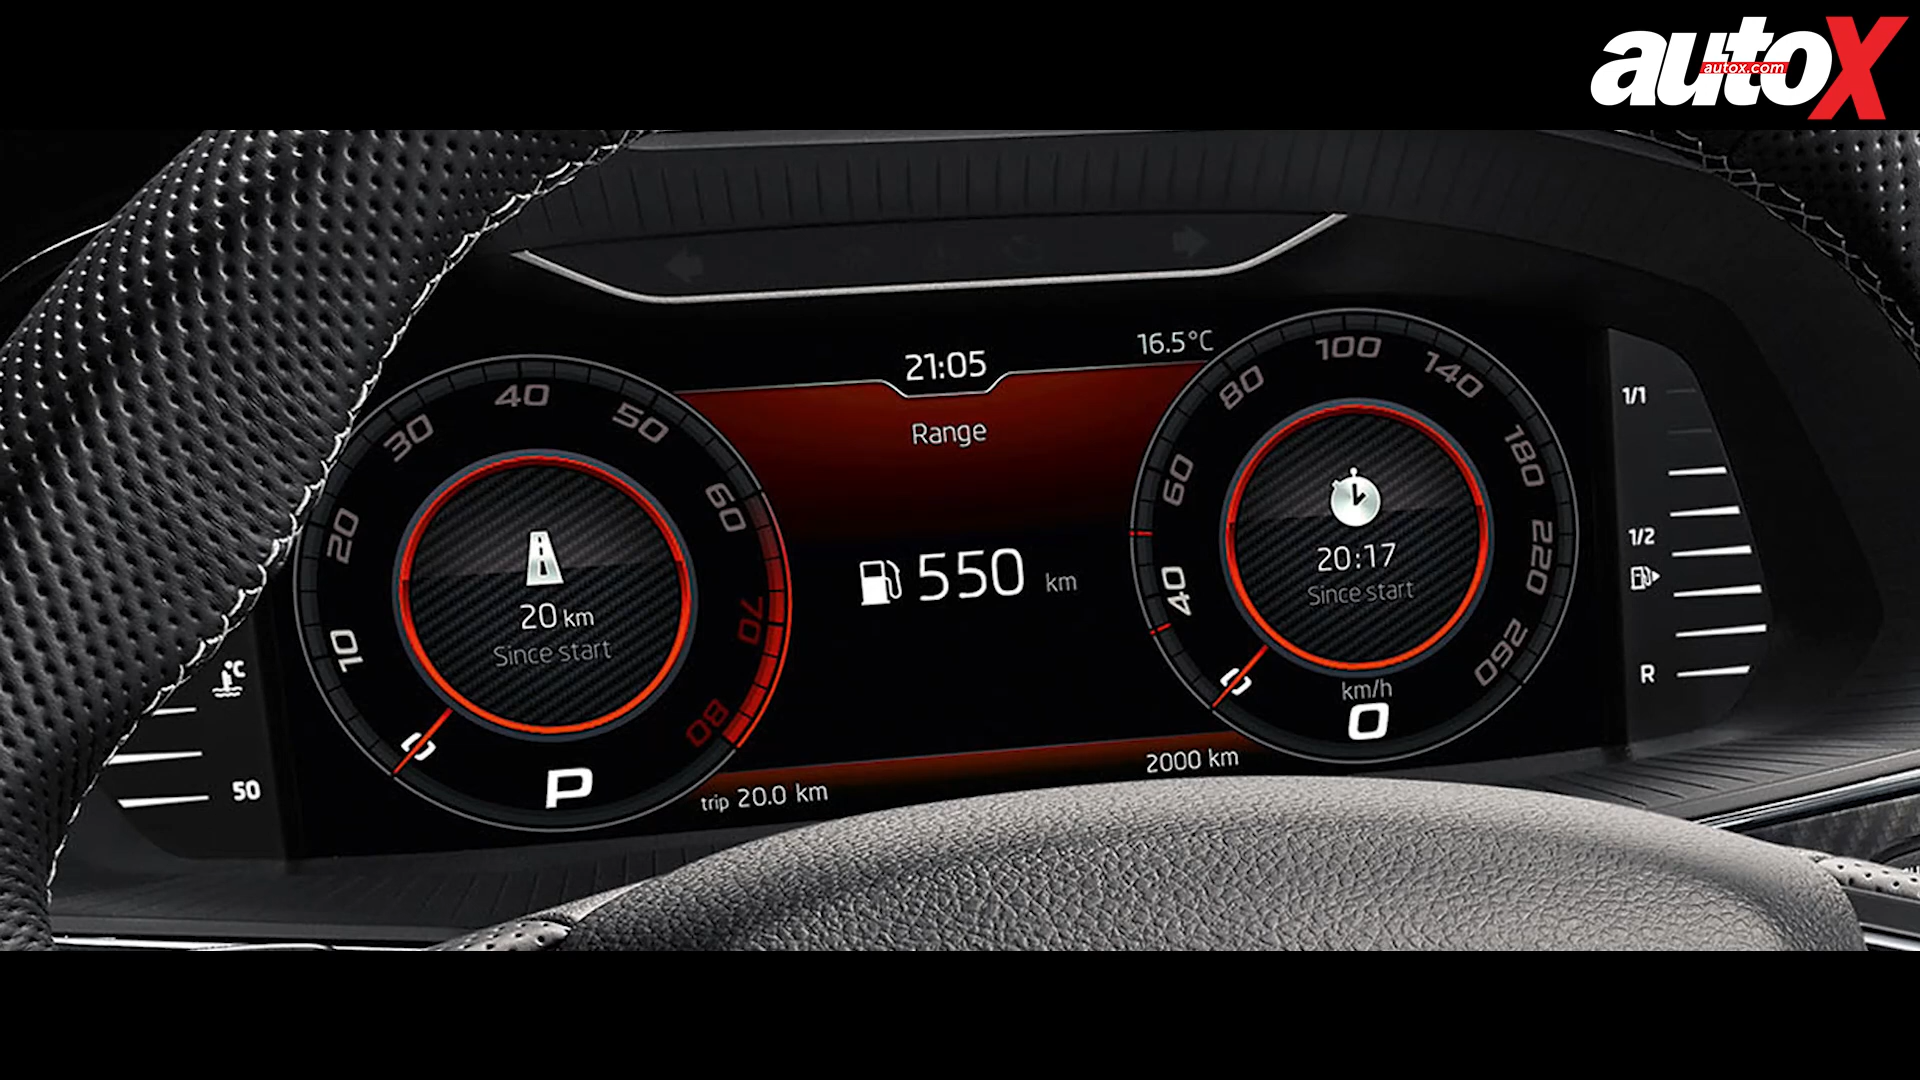 autoX
autox.com
21:05
16.5°C
Range
550 km
10
20
30
40
50
60
70
80
0
20 km
Since start
P
trip 20.0 km
2000 km
0
40
60
80
100
140
180
220
260
20:17
Since start
km/h
0
°C
50
1/1
1/2
R